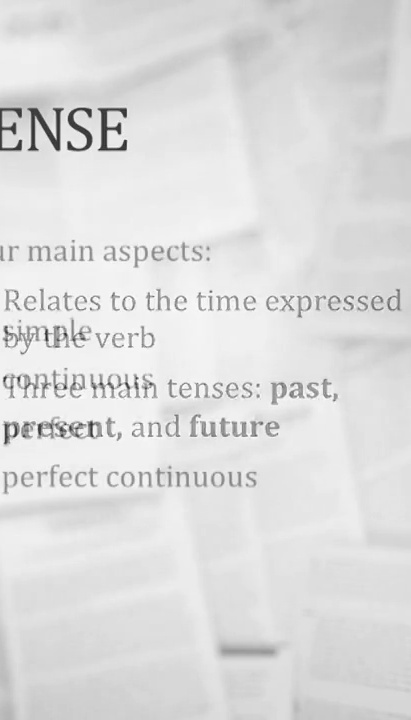 ENSE
ur main aspects:
Relates to the time expressed
simple
by the verb
continuous
Three main tenses: past,
present, and future
perfect
perfect continuous